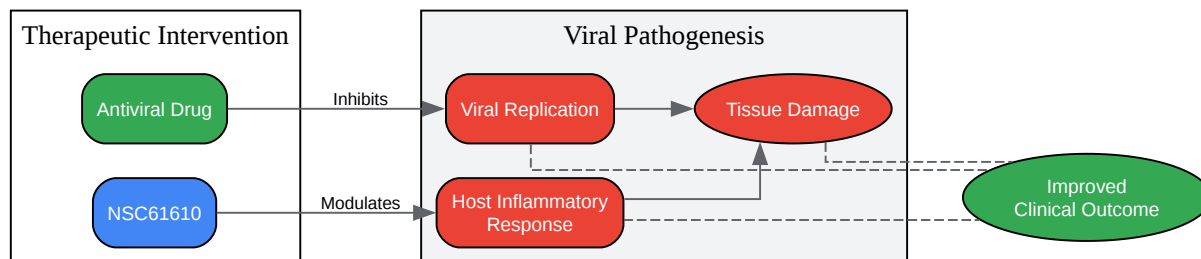 Therapeutic Intervention
Viral Pathogenesis
Antiviral Drug
Inhibits
Viral Replication
Tissue Damage
NSC61610
Modulates
Host Inflammatory
Response
Improved
Clinical Outcome